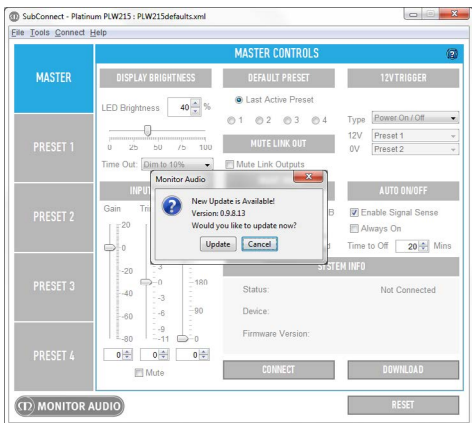 SubConnect - Platinum PLW215 : PLW215defaults.xml
File Tools Connect Help
MASTER CONTROLS
MASTER
PRESET 1
PRESET 2
PRESET 3
PRESET 4
DISPLAY BRIGHTNESS
LED Brightness 40 %
0 25 50 75 100
Time Out: Dim to 10%
DEFAULT PRESET
Last Active Preset
1 2 3 4
MUTE LINK OUT
Mute Link Outputs
12V TRIGGER
Type Power On / Off
12V Preset 1
0V Preset 2
Monitor Audio
New Update is Available!
Version: 0.9.8.13
Would you like to update now?
Update Cancel
INPU
Gain
20
0
-20
-40
-60
-80
-3
-6
-9
-11
0
180
90
0
0 0 0
Mute
B
AUTO ON/OFF
Enable Signal Sense
Always On
Time to Off 20 Mins
SYSTEM INFO
Status: Not Connected
Device:
Firmware Version:
CONNECT
DOWNLOAD
MONITOR AUDIO
RESET